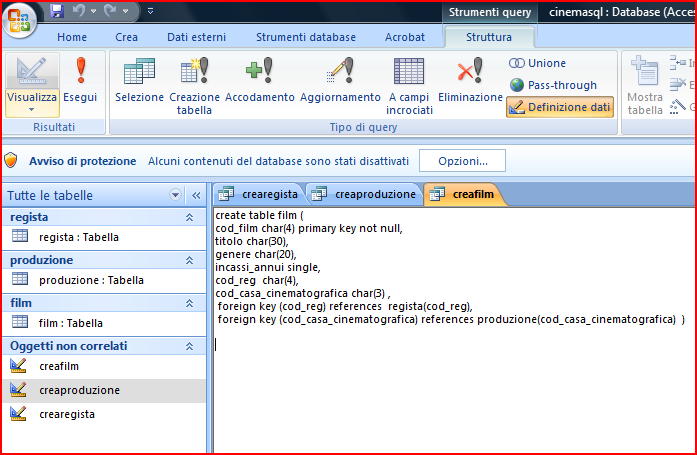 Strumenti query
cinemasql : Database (Acces
Home
Crea
Dati esterni
Strumenti database
Acrobat
Struttura
Visualizza
Esegui
Risultati
Selezione
Creazione tabella
Accodamento
Aggiornamento
A campi incrociati
Eliminazione
Unione
Pass-through
Definizione dati
Tipo di query
Mostra tabella
Avviso di protezione
Alcuni contenuti del database sono stati disattivati
Opzioni...
Tutte le tabelle
regista
regista : Tabella
produzione
produzione : Tabella
film
film : Tabella
Oggetti non correlati
creafilm
creaproduzione
crearegista
crearegista
creaproduzione
creafilm
create table film (
cod_film char(4) primary key not null,
titolo char(30),
genere char(20),
incassi_annui single,
cod_reg char(4),
cod_casa_cinematografica char(3) ,
foreign key (cod_reg) references regista(cod_reg),
foreign key (cod_casa_cinematografica) references produzione(cod_casa_cinematografica) )